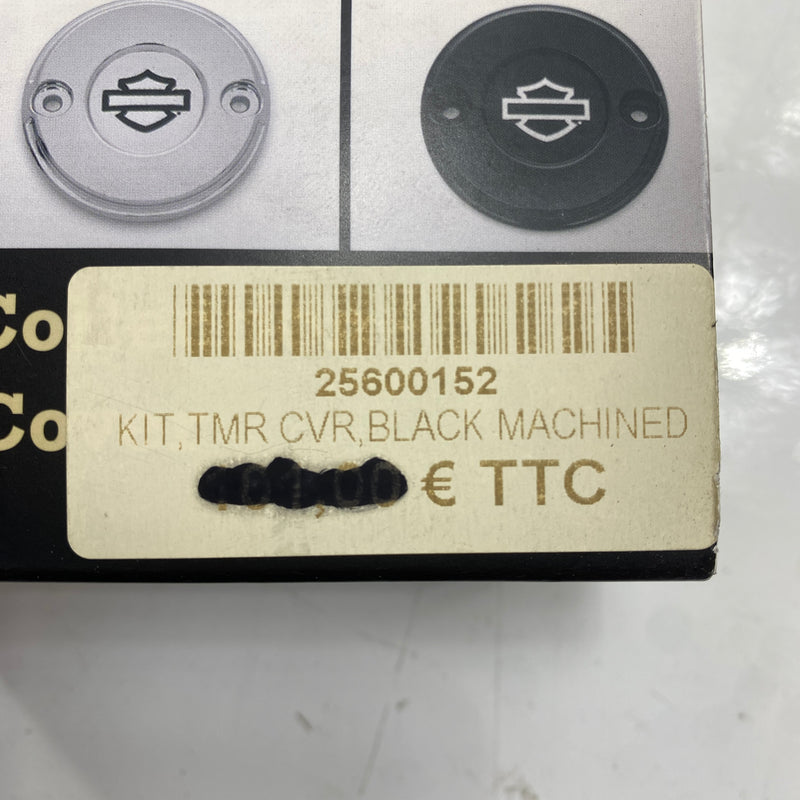 Co
Co
25600152
KIT,TMR CVR,BLACK MACHINED
€ TTC